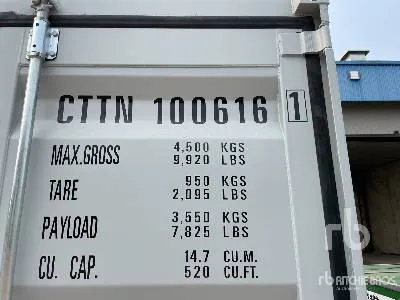 CTTN 100616 1
MAX.GROSS 4,500 KGS
9,920 LBS
TARE 950 KGS
2,095 LBS
PAYLOAD 3,550 KGS
7,825 LBS
CU. CAP. 14.7 CU.M.
520 CU.FT.
rb
RITCHIE BROS.